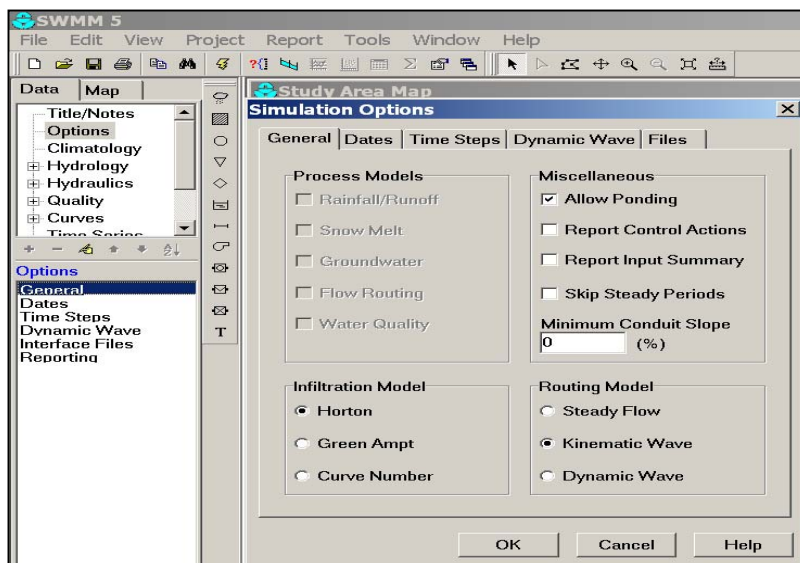 SWMM 5
File Edit View Project Report Tools Window Help
Data Map
Title/Notes
Options
Climatology
Hydrology
Hydraulics
Quality
Curves
Time Series
Options
General
Dates
Time Steps
Dynamic Wave
Interface Files
Reporting
T
Study Area Map
Simulation Options
General Dates Time Steps Dynamic Wave Files
Process Models
Rainfall/Runoff
Snow Melt
Groundwater
Flow Routing
Water Quality
Miscellaneous
Allow Ponding
Report Control Actions
Report Input Summary
Skip Steady Periods
Minimum Conduit Slope
0 (%)
Infiltration Model
Horton
Green Ampt
Curve Number
Routing Model
Steady Flow
Kinematic Wave
Dynamic Wave
OK Cancel Help